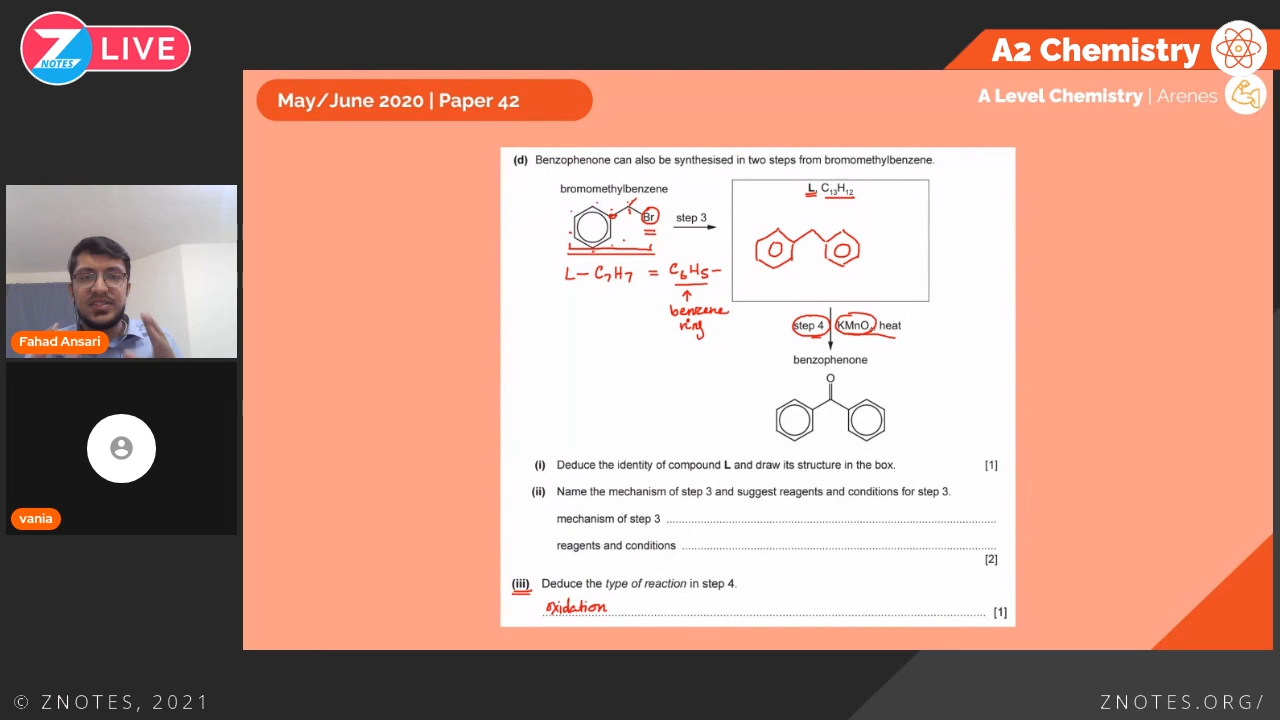 Z NOTES LIVE
A2 Chemistry
May/June 2020 | Paper 42
A Level Chemistry | Arenes
(d) Benzophenone can also be synthesised in two steps from bromomethylbenzene.
bromomethylbenzene
L, C₁₃H₁₂
Br
step 3
L - C₇H₇ = C₆H₅ -
benzene
ring
step 4 KMnO₄, heat
benzophenone
O
Fahad Ansari
vania
(i) Deduce the identity of compound L and draw its structure in the box. [1]
(ii) Name the mechanism of step 3 and suggest reagents and conditions for step 3.
mechanism of step 3
reagents and conditions
[2]
(iii) Deduce the type of reaction in step 4.
oxidation [1]
© ZNOTES, 2021
ZNOTES.ORG/